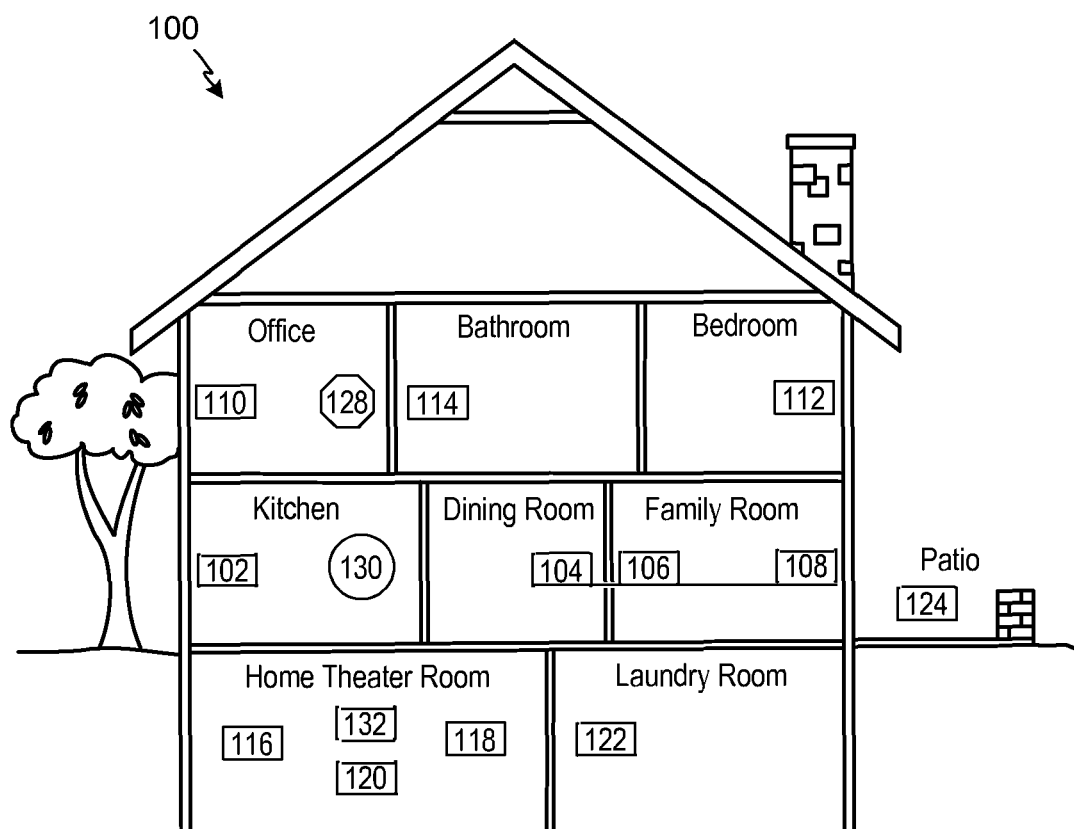 100
Office
Bathroom
Bedroom
110
128
114
112
Kitchen
Dining Room
Family Room
102
130
104
106
108
Patio
124
Home Theater Room
Laundry Room
116
132
118
122
120